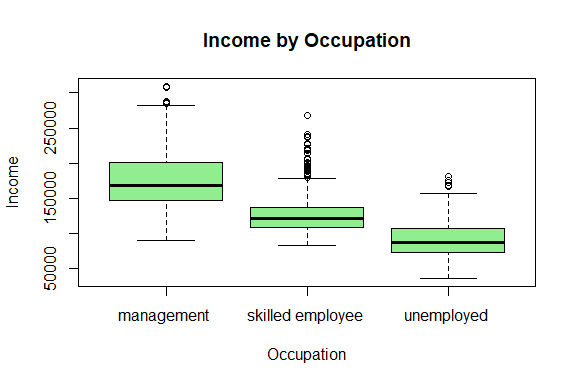 Income by Occupation
Income
250000
150000
50000
management skilled employee unemployed
Occupation